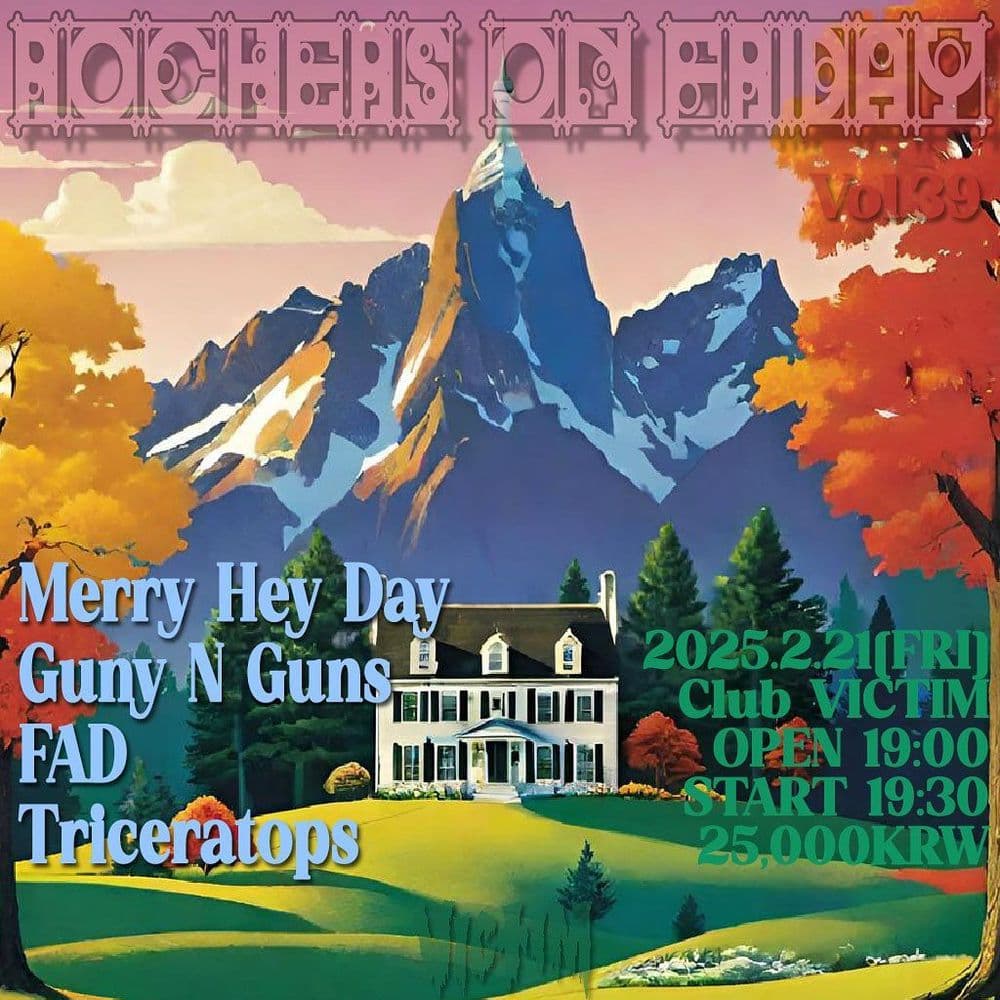 ROCKERS ON FRIDAY
Vol.39
Merry Hey Day
Guny N Guns
FAD
Triceratops
2025.2.21(FRI)
Club VICTIM
OPEN 19:00
START 19:30
25,000KRW
VICTIM